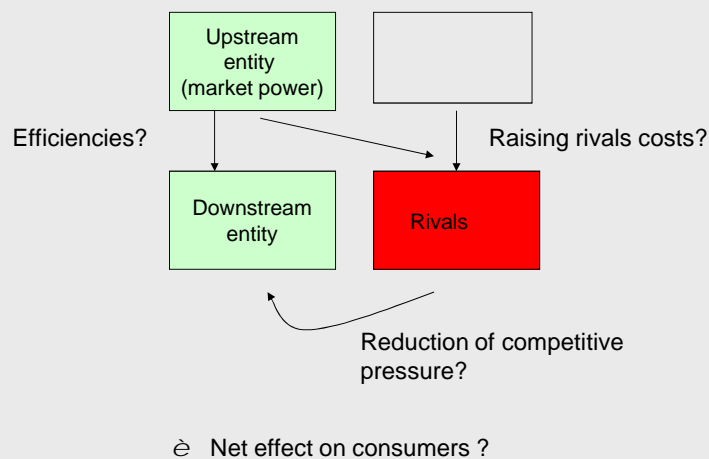 Upstream
entity
(market power)
Efficiencies?
Raising rivals costs?
Downstream
entity
Rivals
Reduction of competitive
pressure?
è Net effect on consumers ?